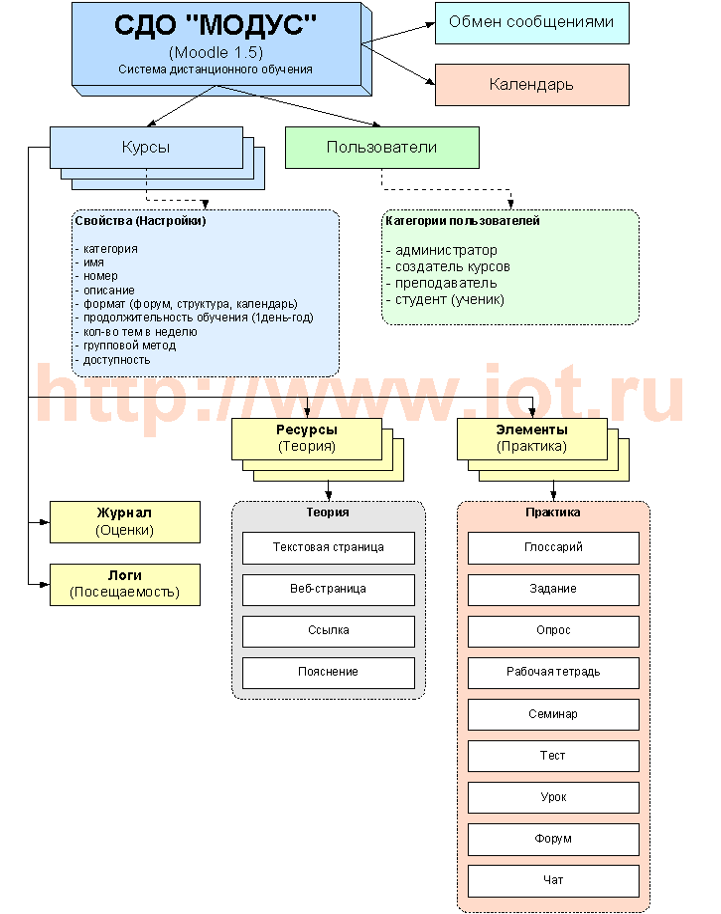 СДО "МОДУС"
(Moodle 1.5)
Система дистанционного обучения
Обмен сообщениями
Календарь
Курсы
Пользователи
Свойства (Настройки)
- категория
- имя
- номер
- описание
- формат (форум, структура, календарь)
- продолжительность обучения (1день-год)
- кол-во тем в неделю
- групповой метод
- доступность
Категории пользователей
- администратор
- создатель курсов
- преподаватель
- студент (ученик)
http://www.iot.ru
Ресурсы
(Теория)
Элементы
(Практика)
Журнал
(Оценки)
Логи
(Посещаемость)
Теория
Текстовая страница
Веб-страница
Ссылка
Пояснение
Практика
Глоссарий
Задание
Опрос
Рабочая тетрадь
Семинар
Тест
Урок
Форум
Чат